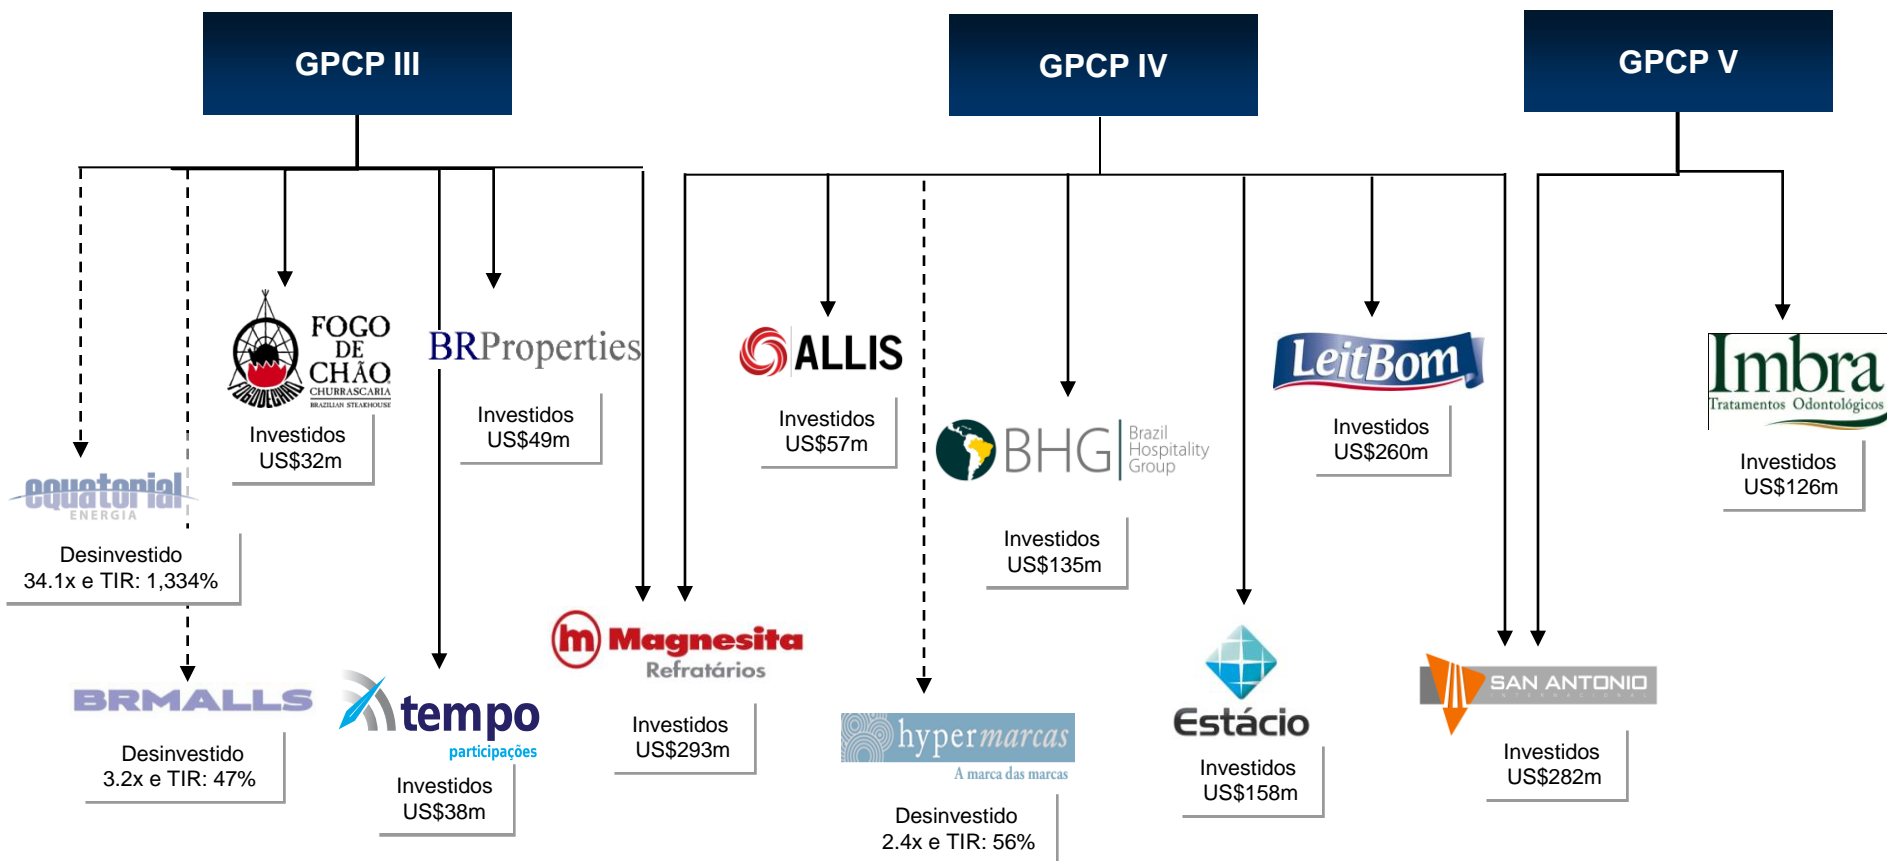 GPCP III
GPCP IV
GPCP V
FOGO
DE
CHÃO
CHURRASCARIA
BRAZILIAN STEAKHOUSE
FOGODECHÃO
Investidos
US$32m
BRProperties
Investidos
US$49m
ALLIS
Investidos
US$57m
BHG
Brazil
Hospitality
Group
Investidos
US$135m
LeitBom
Investidos
US$260m
Imbra
Tratamentos Odontológicos
Investidos
US$126m
equatorial
ENERGIA
Desinvestido
34.1x e TIR: 1,334%
BRMALLS
Desinvestido
3.2x e TIR: 47%
tempo
participações
Investidos
US$38m
m Magnesita
Refratários
Investidos
US$293m
hypermarcas
A marca das marcas
Desinvestido
2.4x e TIR: 56%
Estácio
Investidos
US$158m
SAN ANTONIO
INTERNACIONAL
Investidos
US$282m